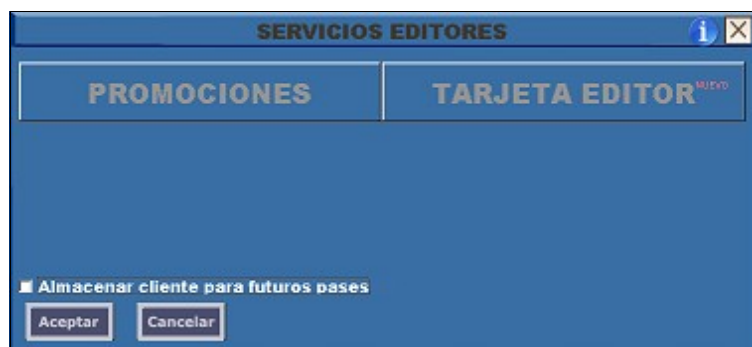 SERVICIOS EDITORES
PROMOCIONES
TARJETA EDITOR NUEVO
Almacenar cliente para futuros pases
Aceptar
Cancelar